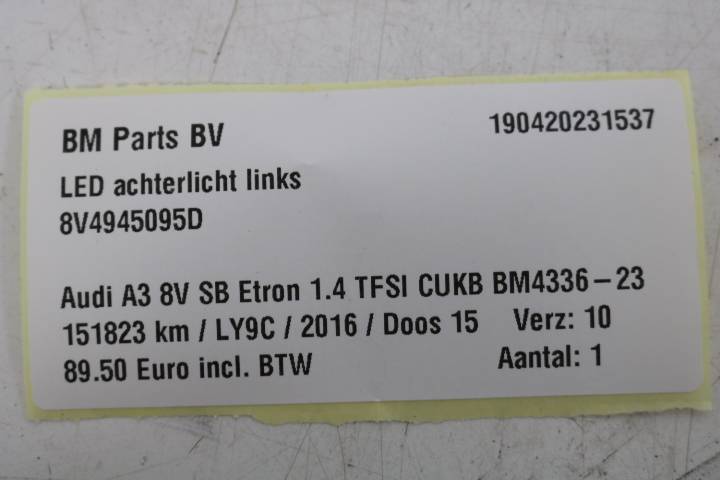 BM Parts BV 190420231537
LED achterlicht links
8V4945095D
Audi A3 8V SB Etron 1.4 TFSI CUKB BM4336-23
151823 km / LY9C / 2016 / Doos 15 Verz: 10
89.50 Euro incl. BTW Aantal: 1